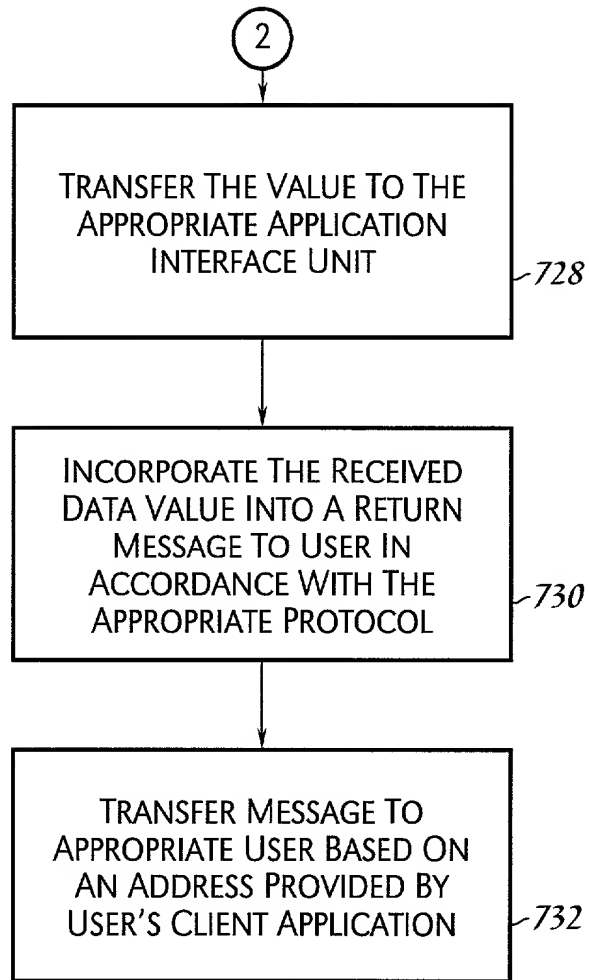 2
TRANSFER THE VALUE TO THE
APPROPRIATE APPLICATION
INTERFACE UNIT
728
INCORPORATE THE RECEIVED
DATA VALUE INTO A RETURN
MESSAGE TO USER IN
ACCORDANCE WITH THE
APPROPRIATE PROTOCOL
730
TRANSFER MESSAGE TO
APPROPRIATE USER BASED ON
AN ADDRESS PROVIDED BY
USER'S CLIENT APPLICATION
732